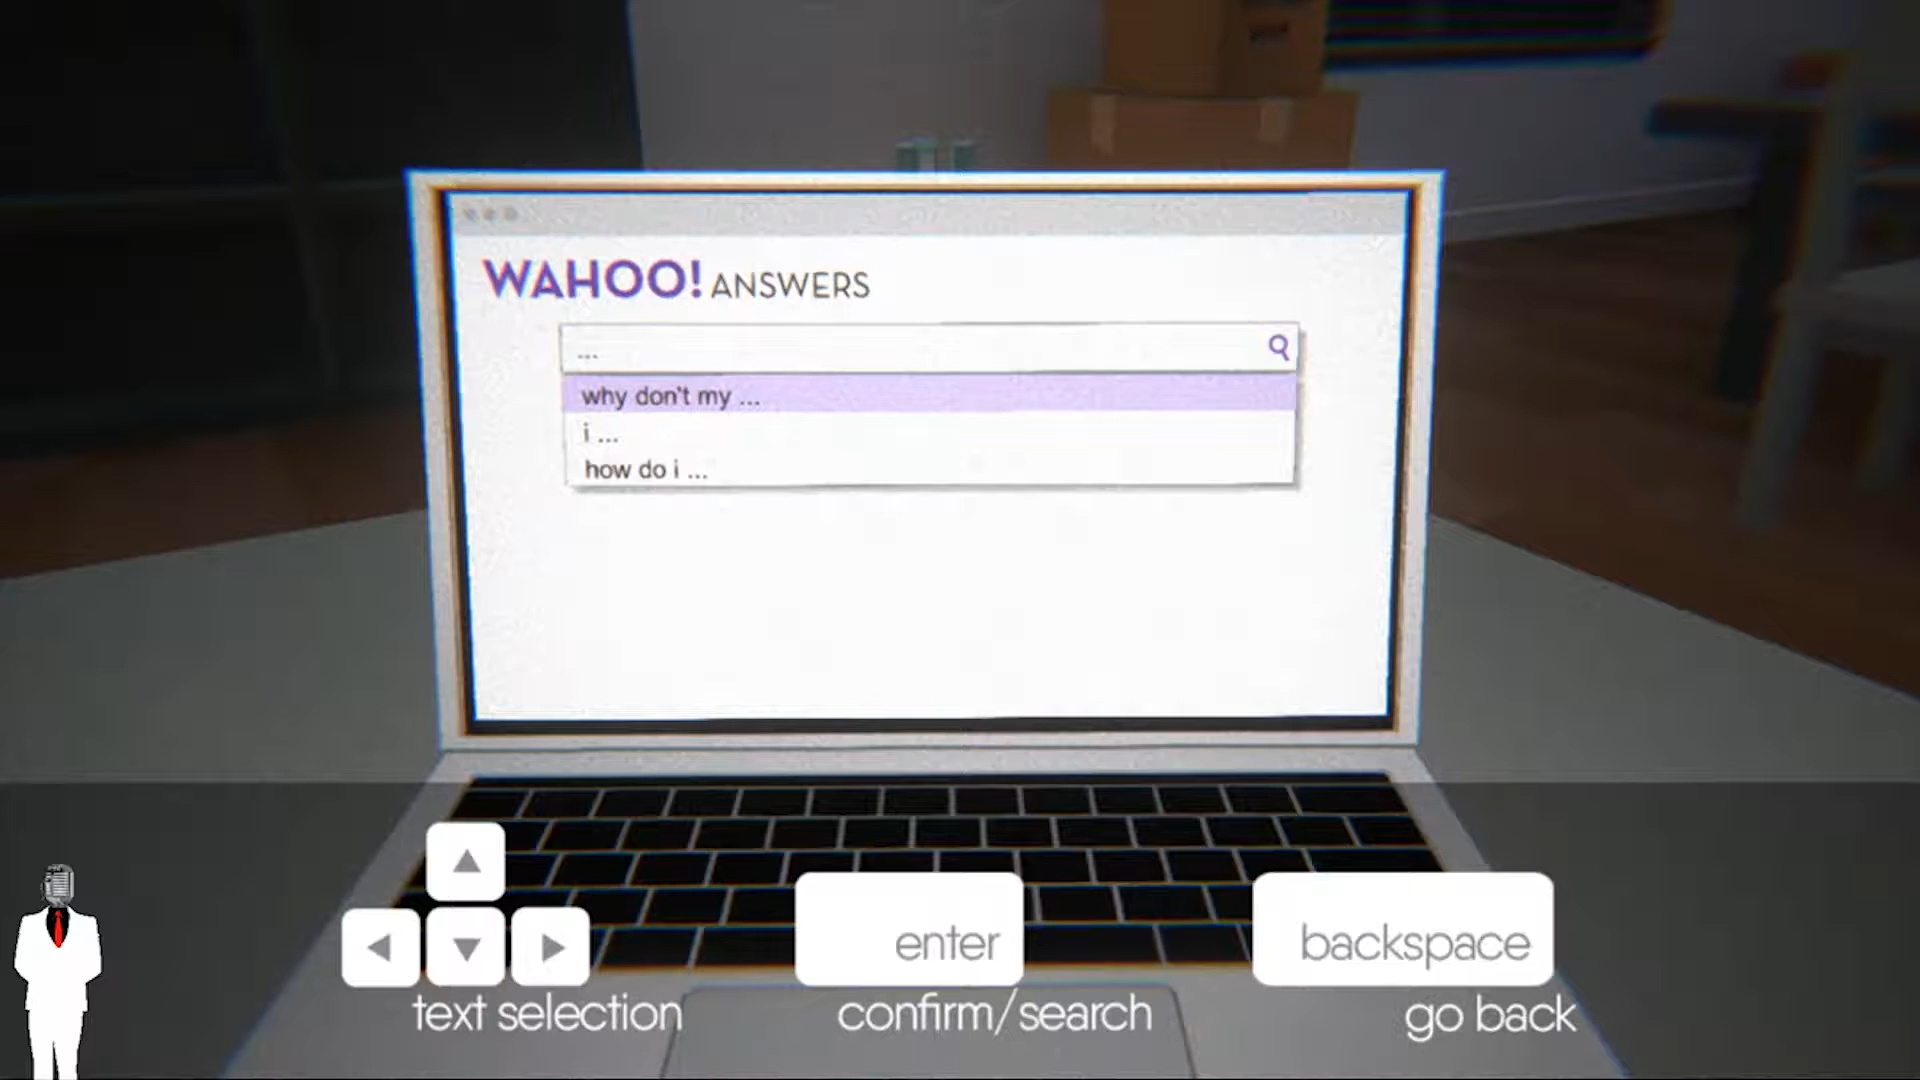 WAHOO! ANSWERS
...
why don't my ...
i ...
how do i ...
enter
backspace
text selection
confirm/search
go back